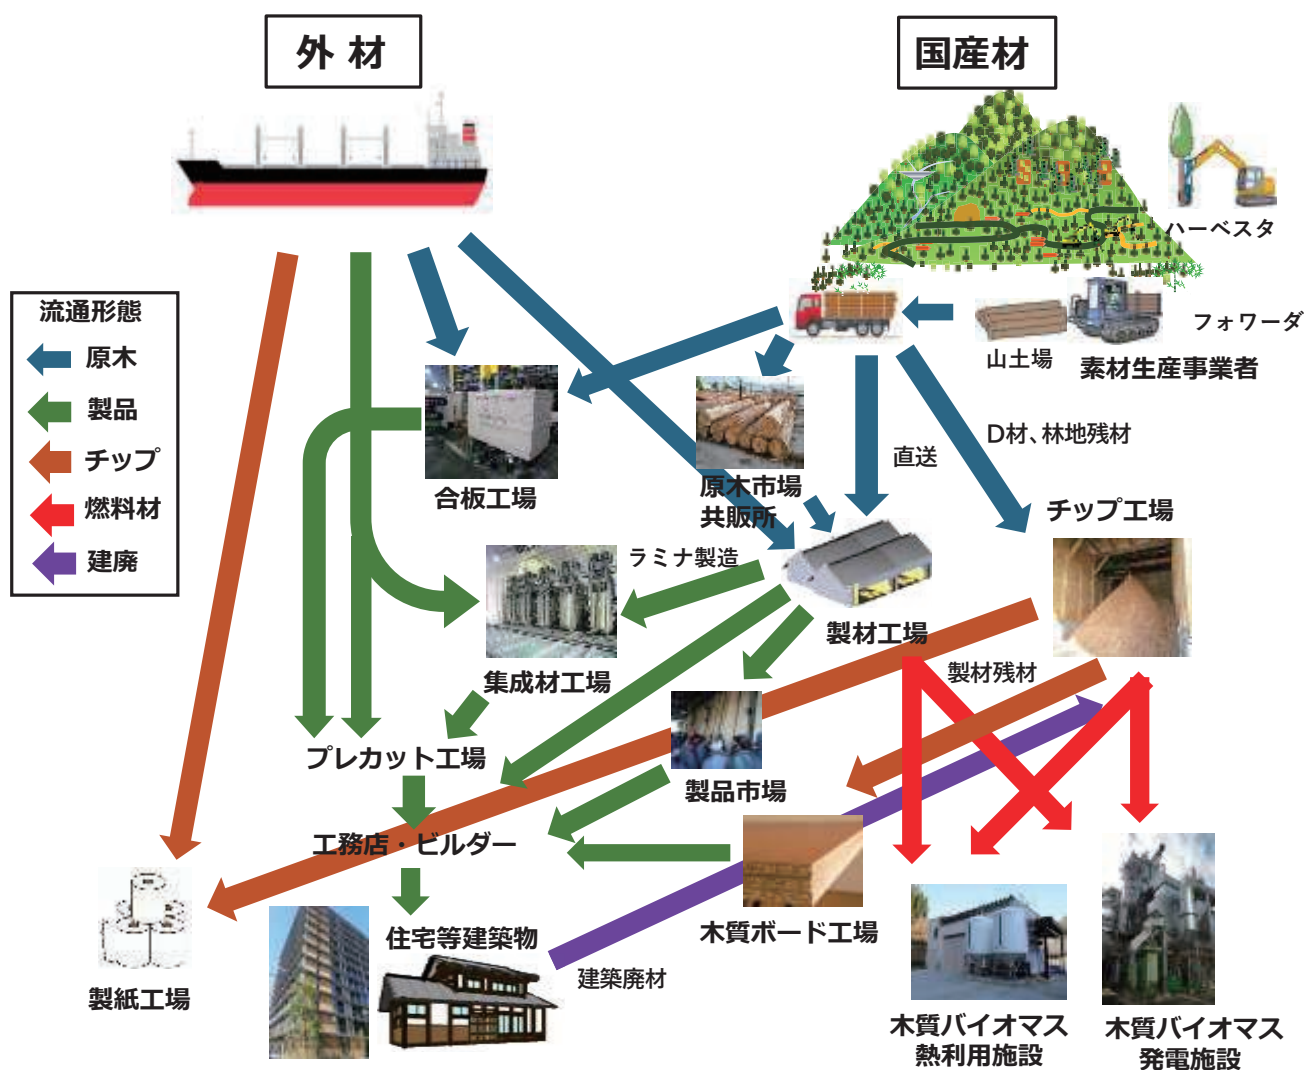 外 材
国産材
ハーベスタ
流通形態
原木
製品
チップ
燃料材
建廃
フォワーダ
山土場
素材生産事業者
D材、林地残材
直送
合板工場
原木市場
共販所
チップ工場
ラミナ製造
製材工場
製材残材
集成材工場
プレカット工場
製品市場
工務店・ビルダー
木質ボード工場
住宅等建築物
建築廃材
製紙工場
木質バイオマス
熱利用施設
木質バイオマス
発電施設